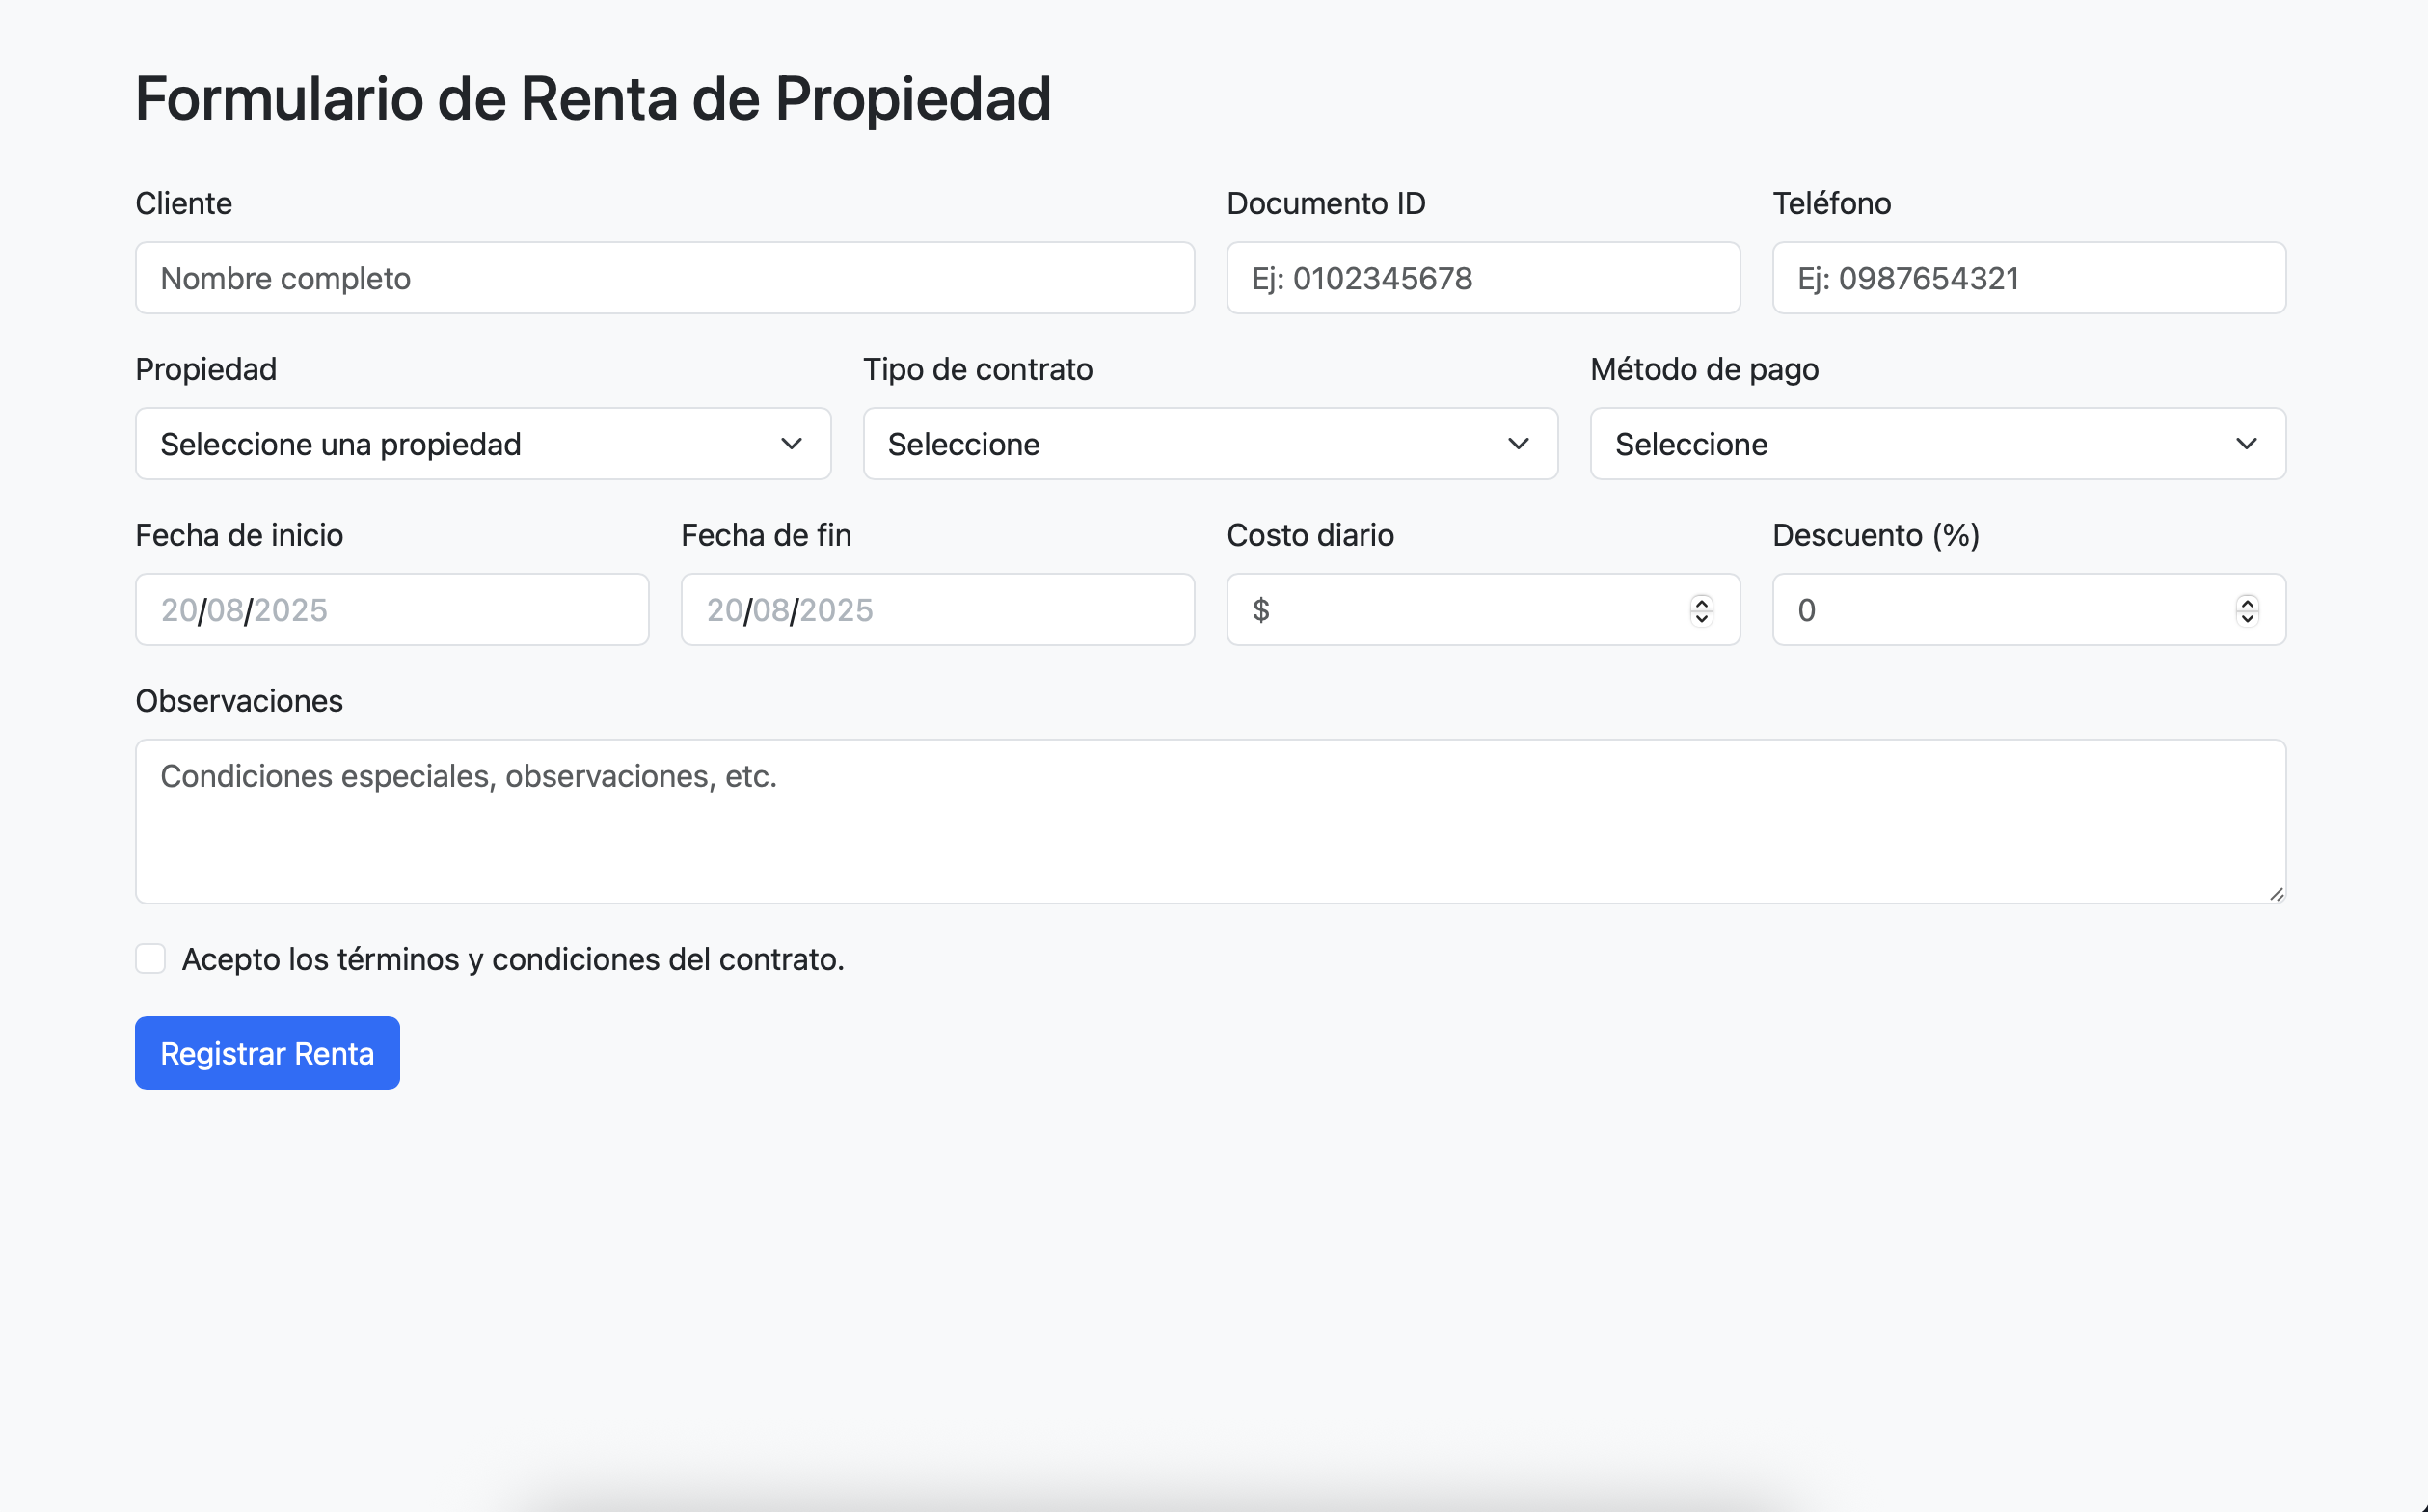 Formulario de Renta de Propiedad
Cliente Documento ID Teléfono
Nombre completo Ej: 0102345678 Ej: 0987654321
Propiedad Tipo de contrato Método de pago
Seleccione una propiedad Seleccione Seleccione
Fecha de inicio Fecha de fin Costo diario Descuento (%)
20/08/2025 20/08/2025 $ 0
Observaciones
Condiciones especiales, observaciones, etc.
Acepto los términos y condiciones del contrato.
Registrar Renta